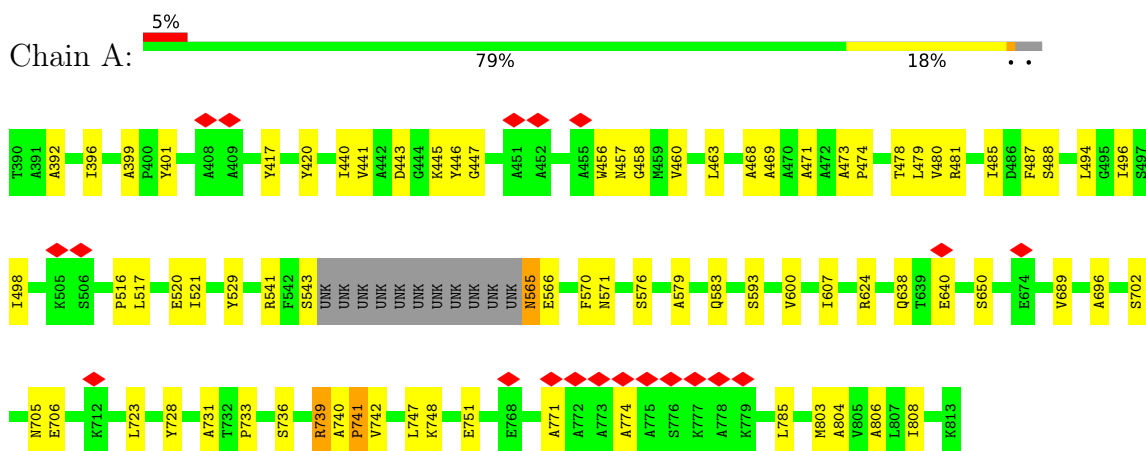 5%
Chain A:
79% 18% • •
T390 A391 A392 I396 A399 P400 Y401 A408 A409 Y417 Y420 I440 V441 A442 D443 G444 K445 Y446 G447 A451 A452 A455 W456 N457 G458 M459 V460 L463 A468 A469 A470 A471 A472 A473 P474 T478 L479 V480 R481 I485 D486 F487 S488 L494 G495 I496 S497
I498 K505 S506 P516 L517 E520 I521 Y529 R541 F542 S543 UNK UNK UNK UNK UNK UNK UNK UNK UNK UNK UNK N565 E566 F570 N571 S576 A579 Q583 S593 V600 I607 R624 Q638 T639 E640 S650 E674 V689 A696 S702
N705 E706 K712 L723 Y728 A731 T732 P733 S736 R739 A740 P741 V742 L747 K748 E751 E768 A771 A772 A773 A774 A775 S776 K777 A778 K779 L785 M803 A804 V805 A806 L807 I808 K813